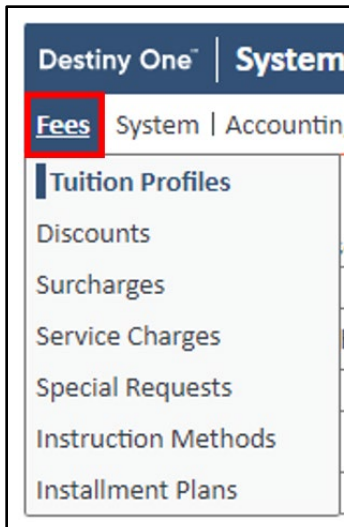 Destiny One™ | System
Fees System | Accountin
Tuition Profiles
Discounts
Surcharges
Service Charges
Special Requests
Instruction Methods
Installment Plans